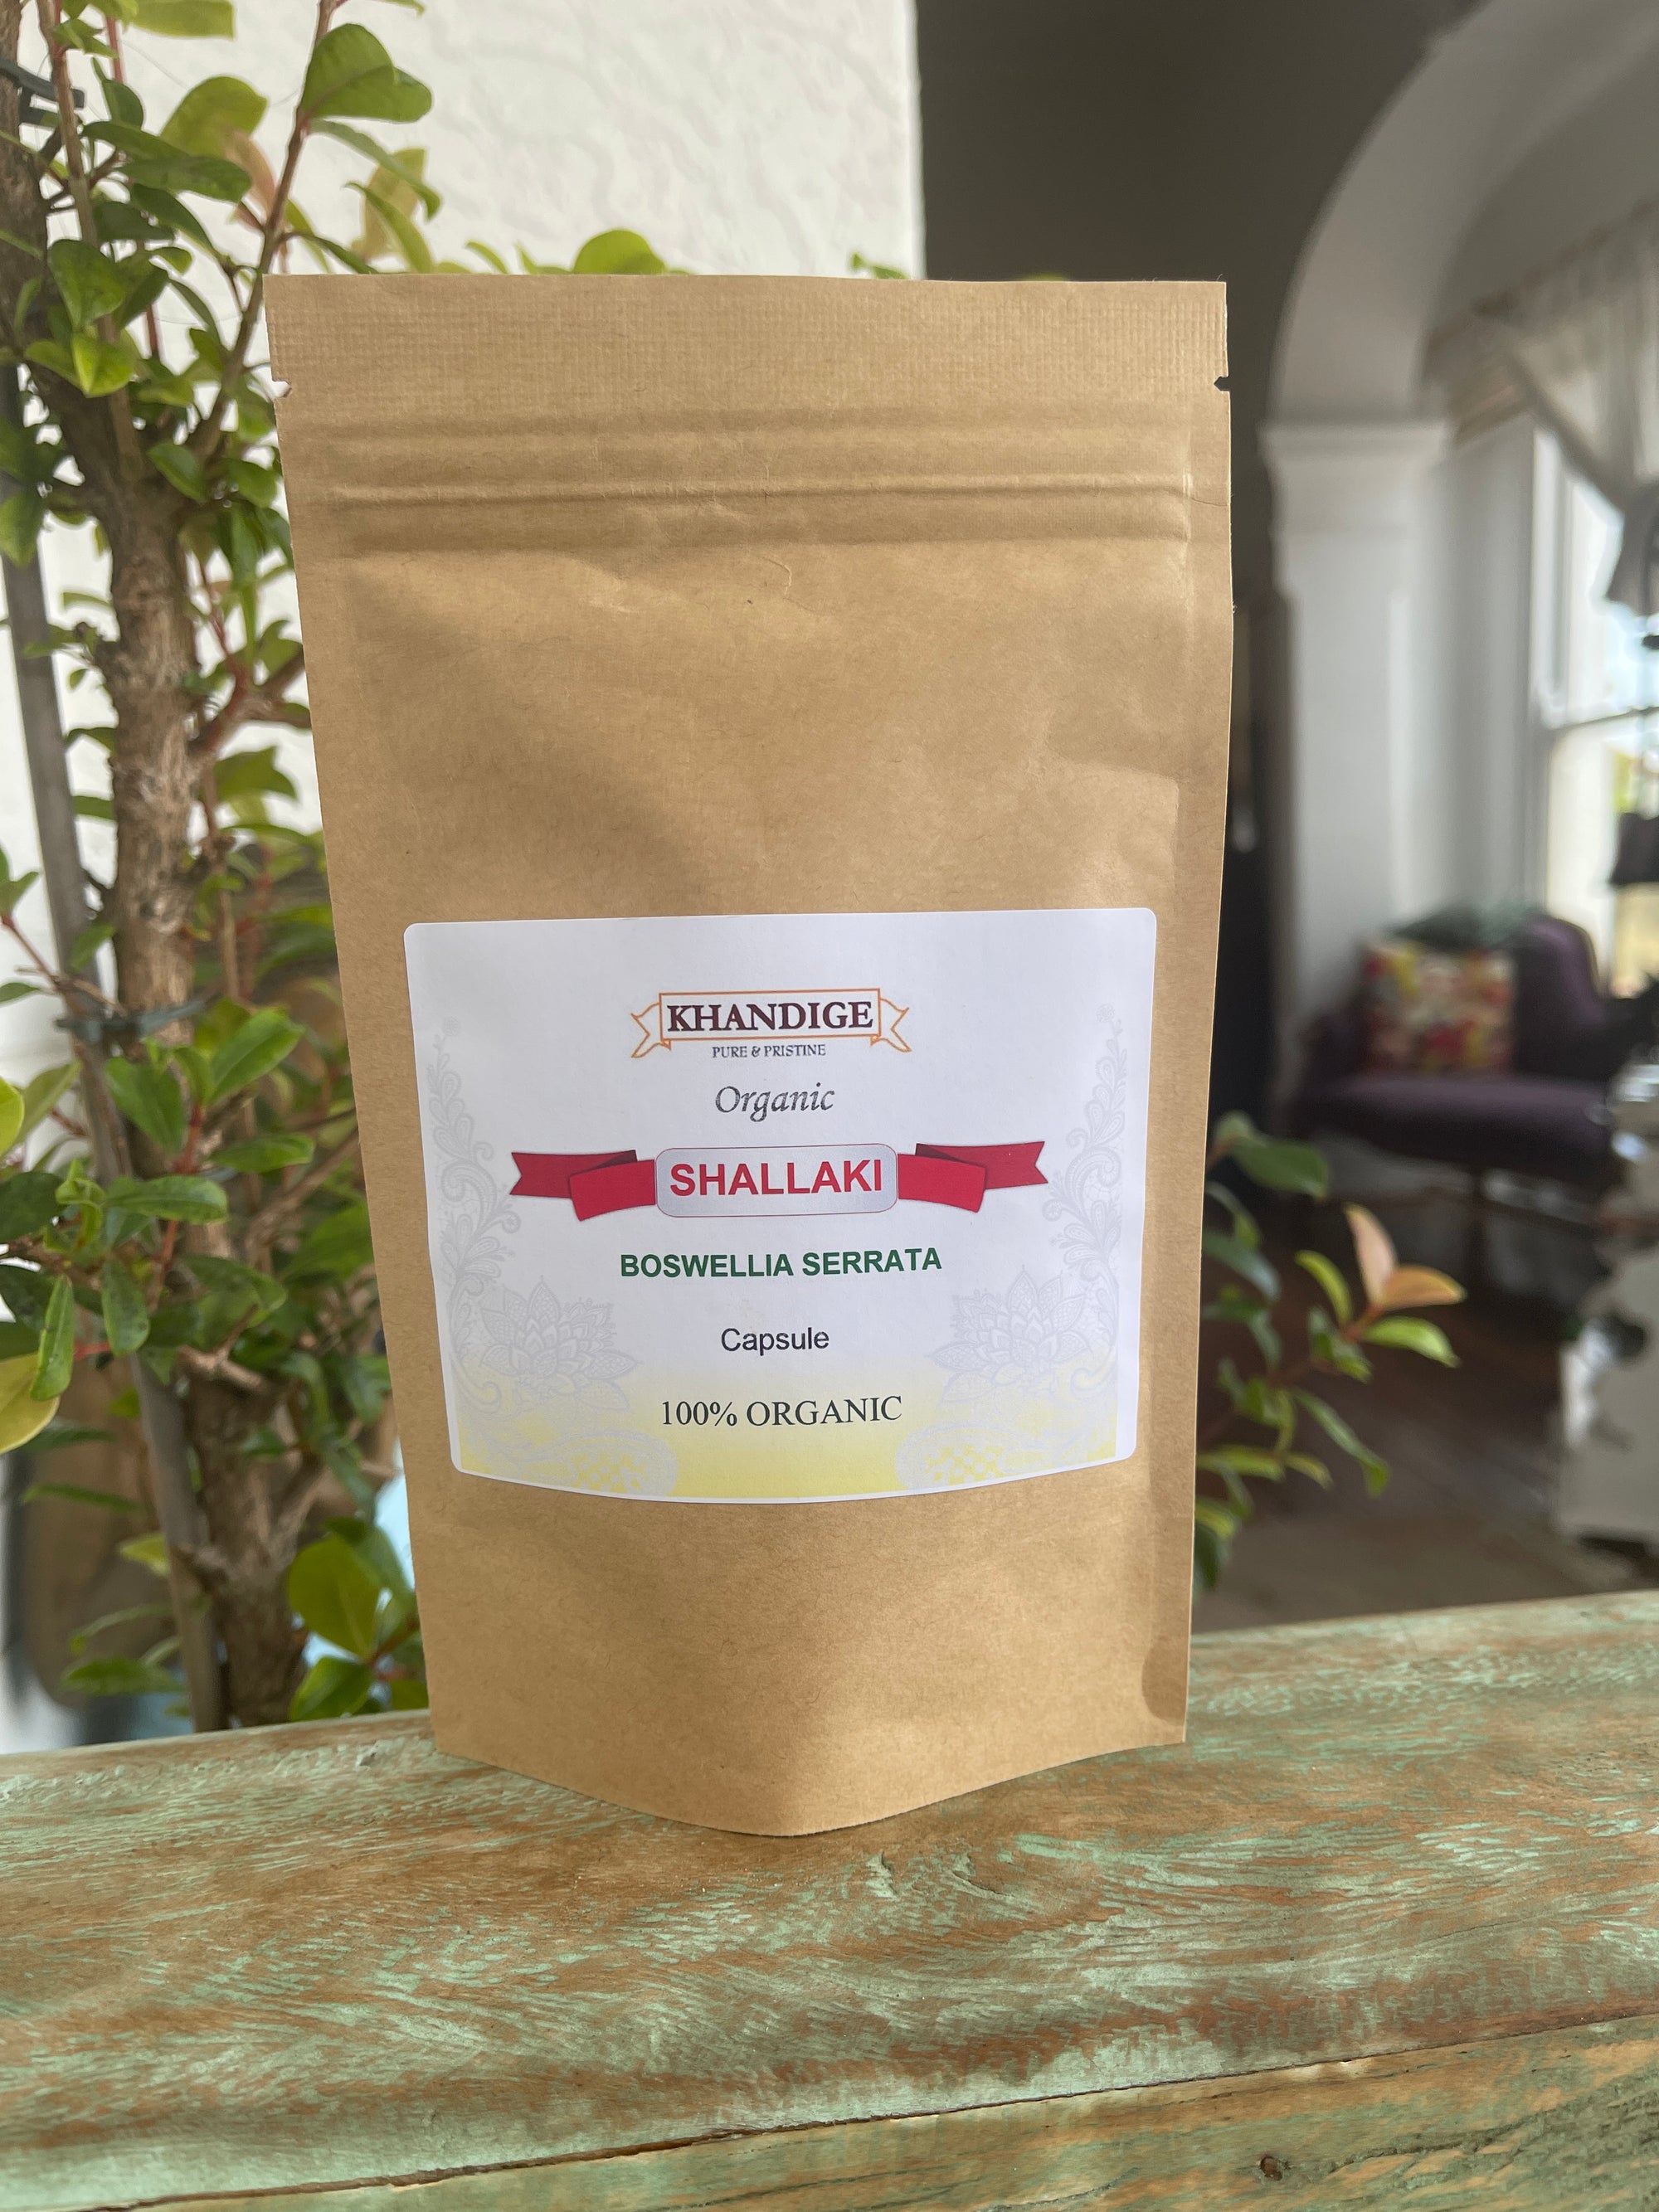 KHANDIGE
PURE & PRISTINE
Organic
SHALLAKI
BOSWELLIA SERRATA
Capsule
100% ORGANIC